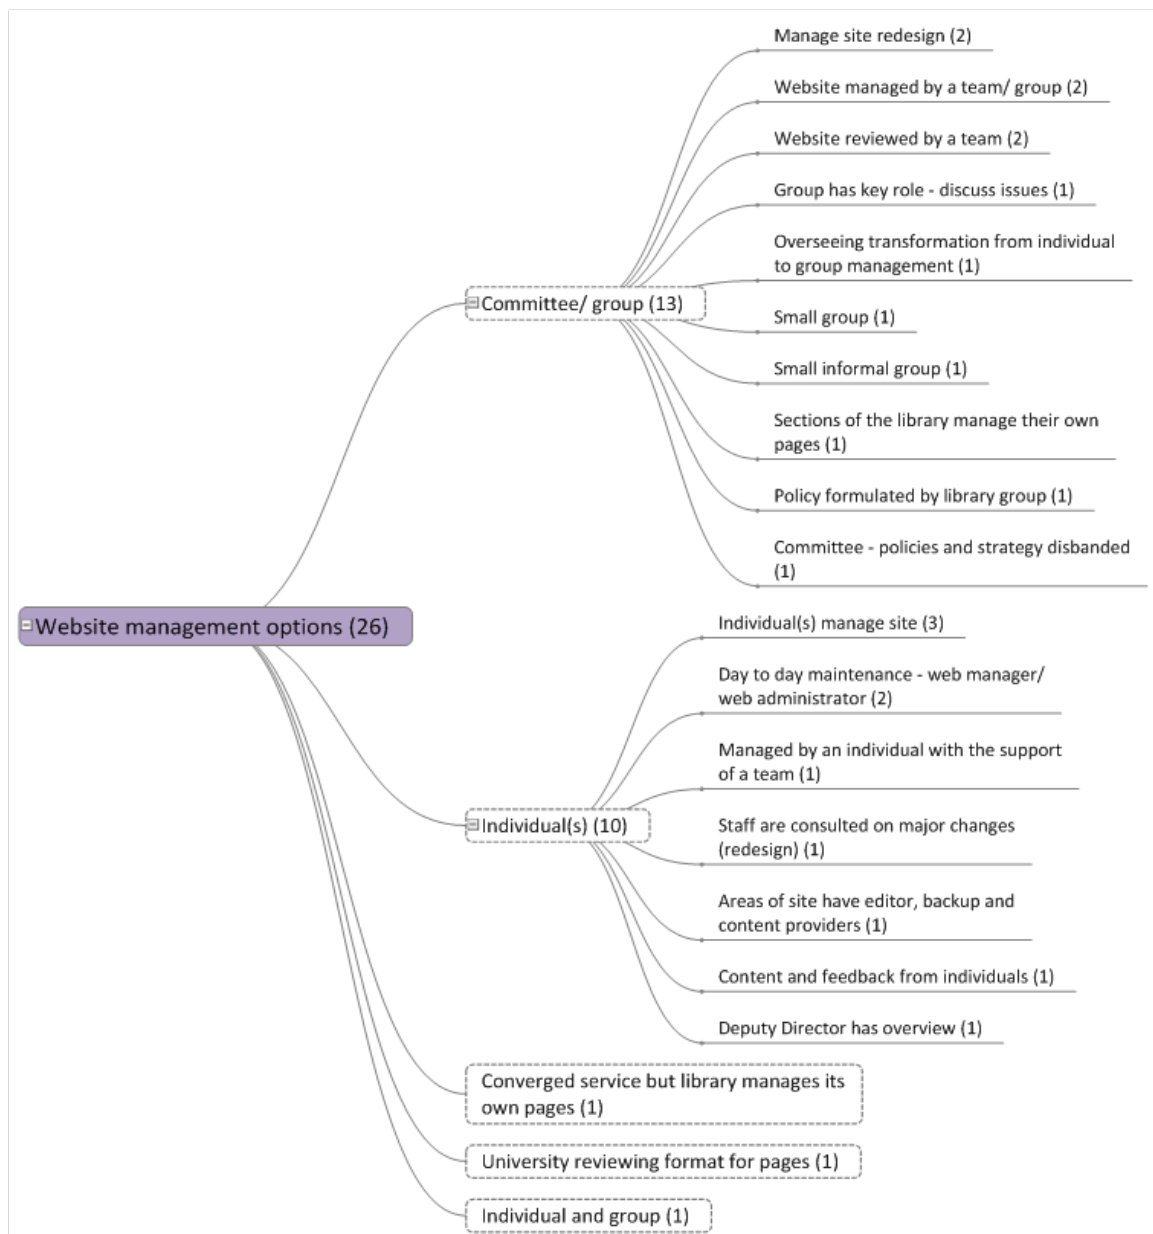 Manage site redesign (2)
Website managed by a team/ group (2)
Website reviewed by a team (2)
Group has key role - discuss issues (1)
Overseeing transformation from individual
to group management (1)
Committee/ group (13)
Small group (1)
Small informal group (1)
Sections of the library manage their own
pages (1)
Policy formulated by library group (1)
Committee - policies and strategy disbanded
(1)
Website management options (26)
Individual(s) manage site (3)
Day to day maintenance - web manager/
web administrator (2)
Managed by an individual with the support
of a team (1)
Individual(s) (10)
Staff are consulted on major changes
(redesign) (1)
Areas of site have editor, backup and
content providers (1)
Content and feedback from individuals (1)
Deputy Director has overview (1)
Converged service but library manages its
own pages (1)
University reviewing format for pages (1)
Individual and group (1)